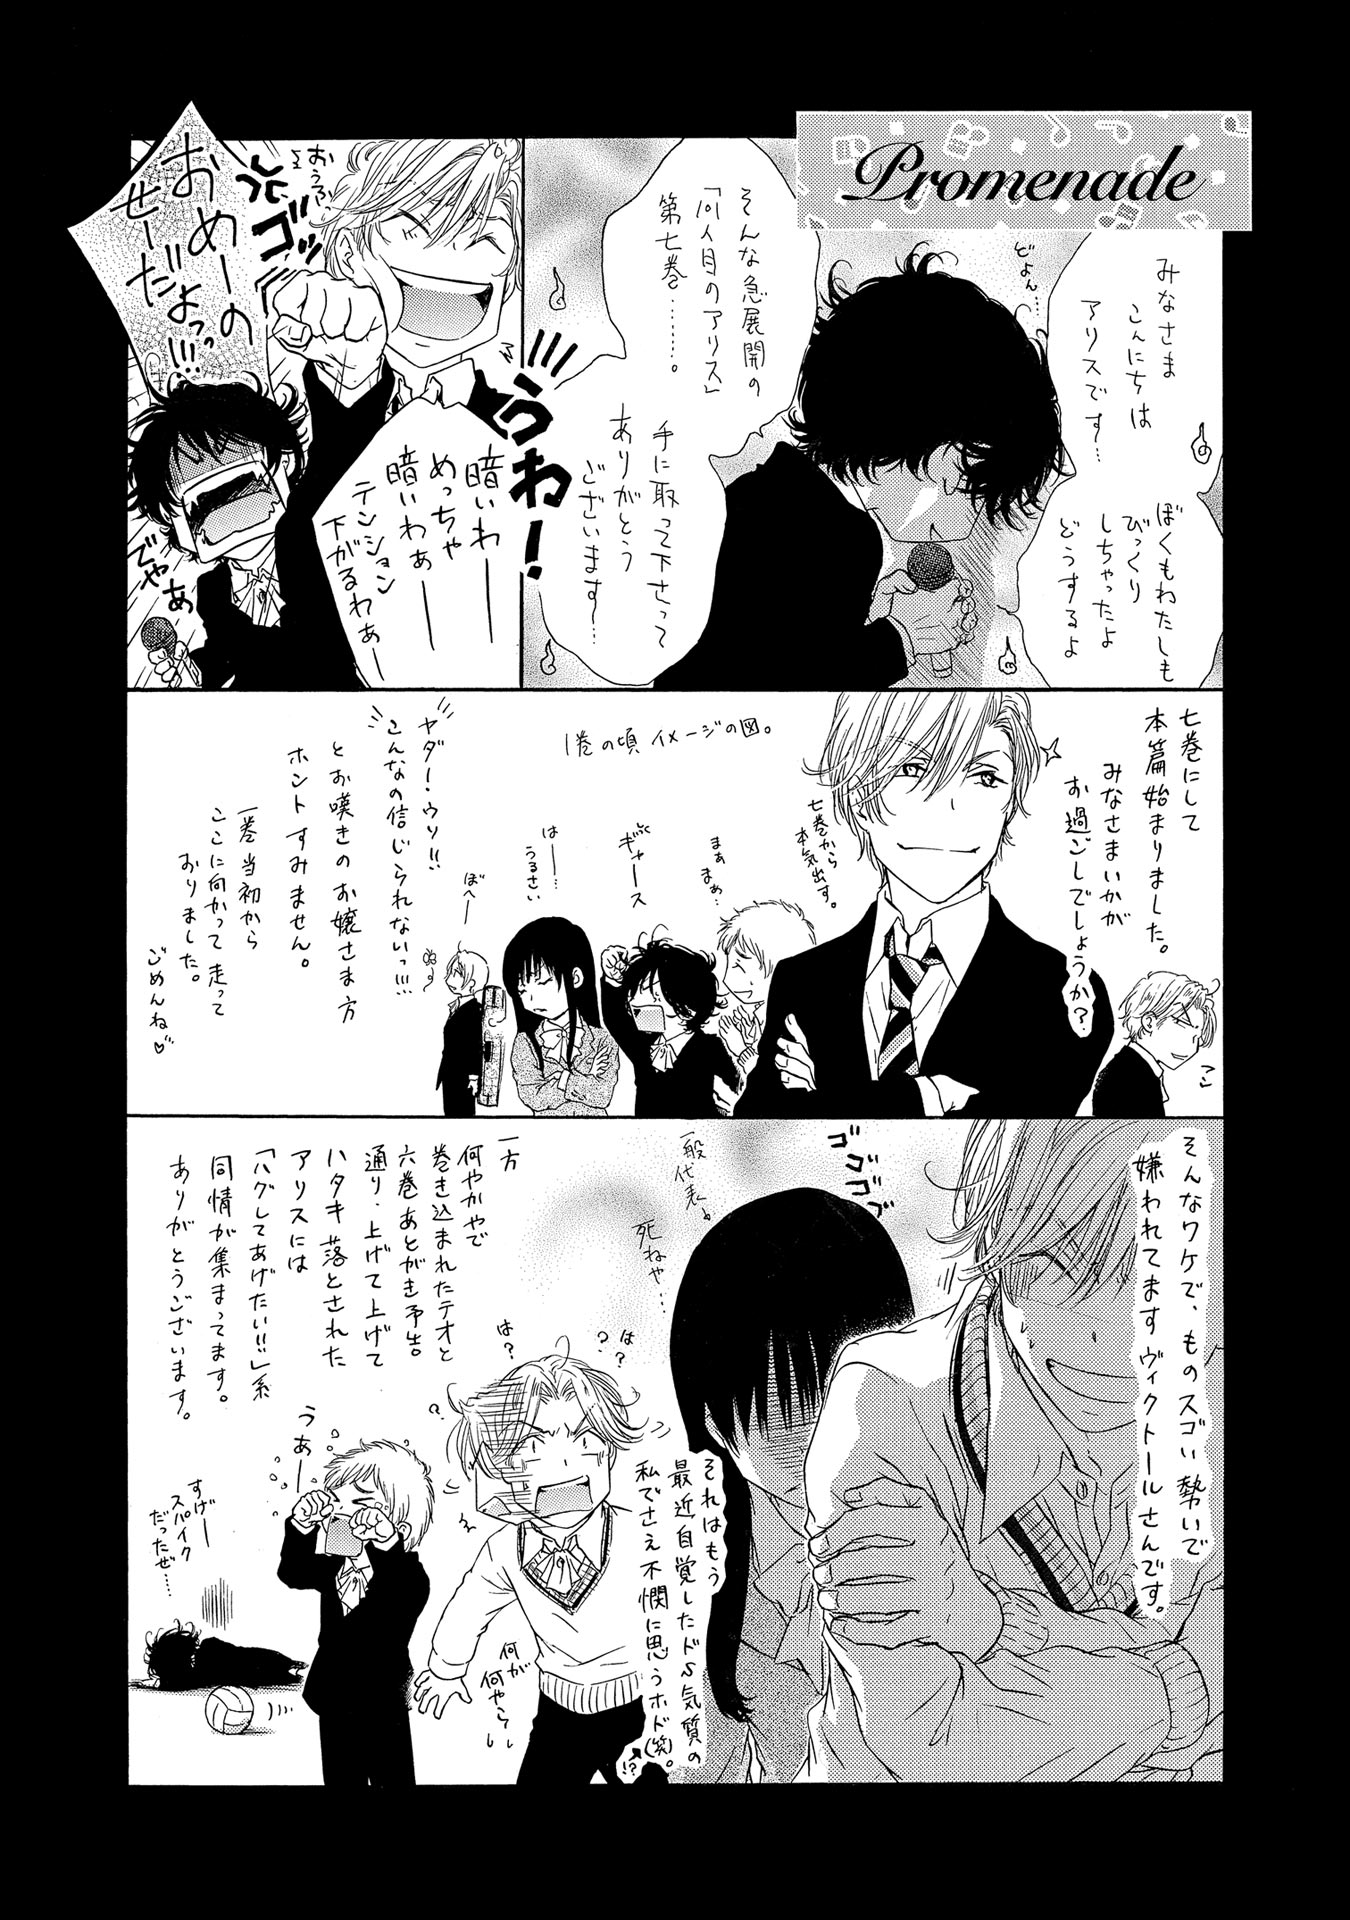 Promenade
どよん…
みなさま
こんにちは
アリスです…
ぼくもわたしも
びっくり
しちゃったよ
どうするよ
そんな急展開の
「何人目のアリス」
第七巻………。
手に取って下さって
ありがとう
ございます…
うわ!
暗いわ――
めっちゃ
暗いわぁ――
テンション
下がるわぁ―
おうふっ
ゴッ
おめーの
せーだよっ!!!
でやぁ
七巻にして
本篇始まりました。
みなさまいかが
お過ごしでしょうか?
1巻の頃イメージの図。
七巻から
本気出す。
まぁ
まぁ…
ギャース
は――…
うるさい
ぼへー
ヤダー・ウソ!!
こんなの信じられないっ!!!
とお嘆きのお嬢さま方
ホントすみません。
一巻当初から
ここに向かって走って
おりました。
ごめんね♡
そんなワケで、ものスゴい勢いで
嫌われてますヴィクトールさんです。
ゴゴゴゴ
一般代表♪
死ねや…
それはもう
最近自覚したドS気質の
私でさえ不憫に思うホド(笑)。
!?
一方
何やかやで
巻き込まれたテオと
六巻あとがき予告。
通り、上げて上げて
ハタキ落とされた
アリスには
「ハグしてあげたい!!」系
同情が集まってます。
ありがとうございます。
は?
?
は?
?
何が
何やら
うあー
すげー
スパイク
だったぜ…